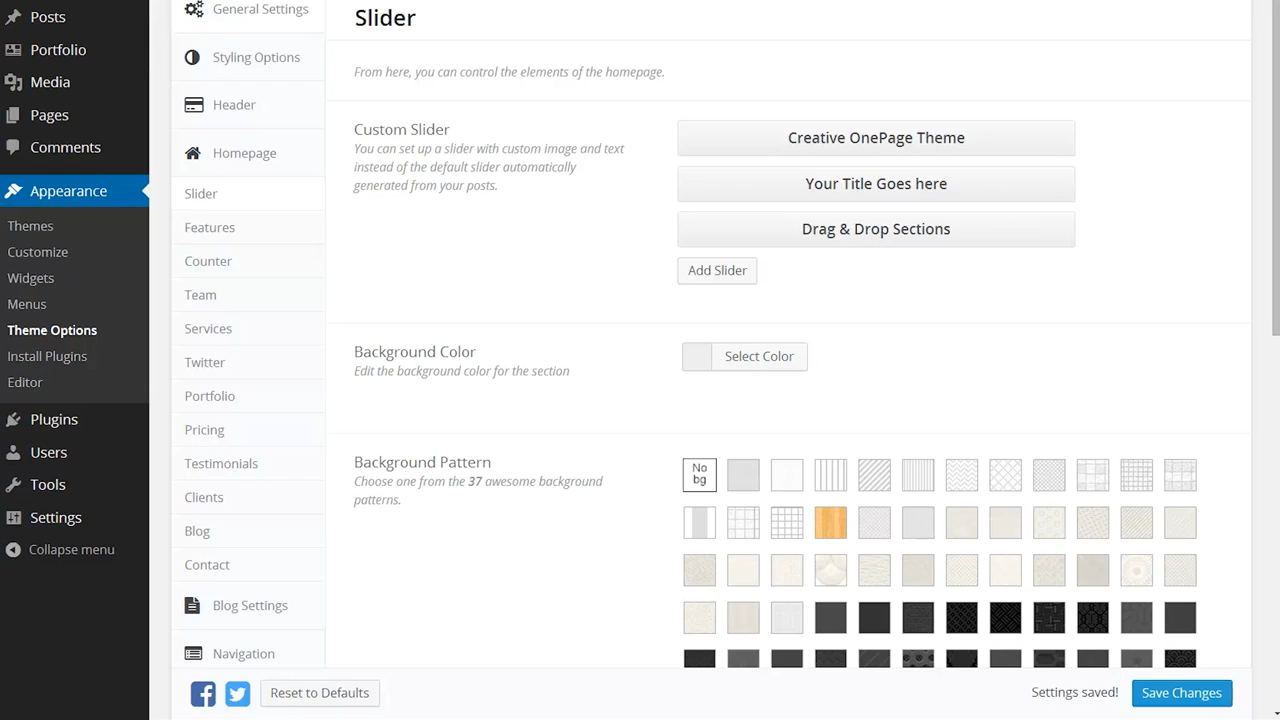 Posts
Portfolio
Media
Pages
Comments
Appearance
Themes
Customize
Widgets
Menus
Theme Options
Install Plugins
Editor
Plugins
Users
Tools
Settings
Collapse menu
General Settings
Styling Options
Header
Homepage
Slider
Features
Counter
Team
Services
Twitter
Portfolio
Pricing
Testimonials
Clients
Blog
Contact
Blog Settings
Navigation
Slider
From here, you can control the elements of the homepage.
Custom Slider
You can set up a slider with custom image and text
instead of the default slider automatically
generated from your posts.
Creative OnePage Theme
Your Title Goes here
Drag & Drop Sections
Add Slider
Background Color
Edit the background color for the section
Select Color
Background Pattern
Choose one from the 37 awesome background
patterns.
No
bg
Reset to Defaults
Settings saved!
Save Changes